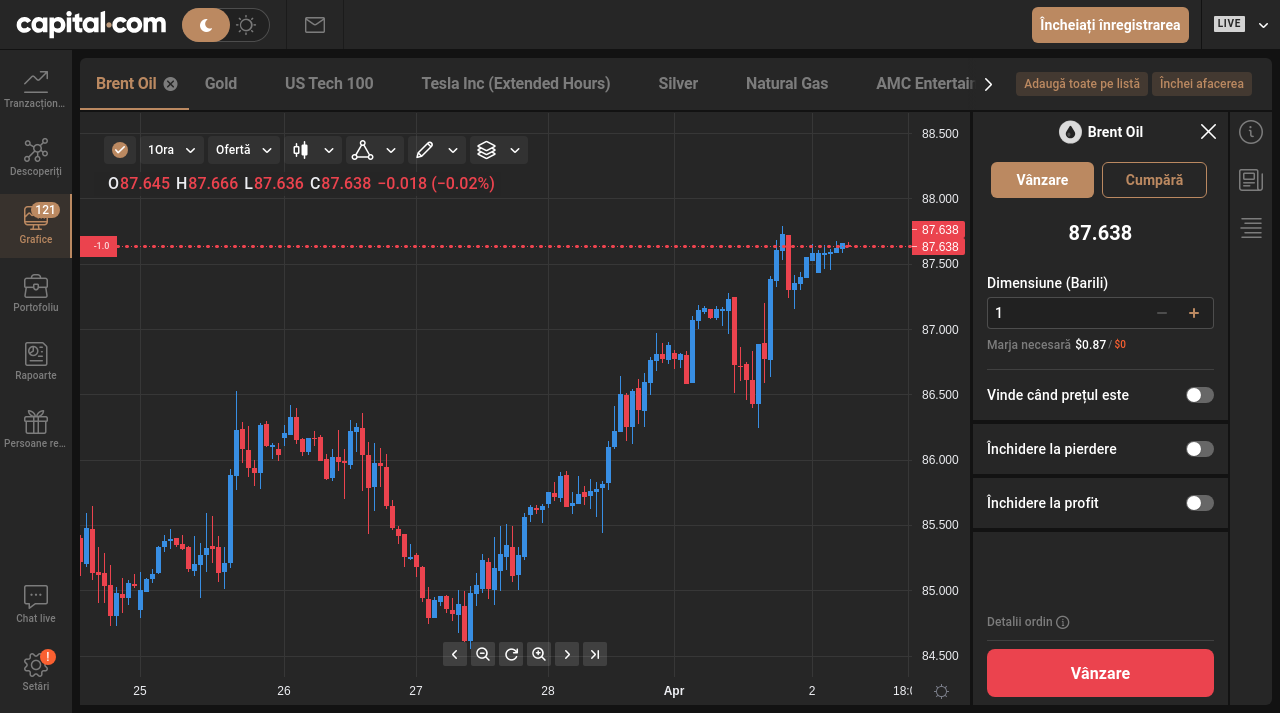 capital.com
Încheiați înregistrarea
LIVE
Tranzacțion...
Descoperiți
121
Grafice
Portofoliu
Rapoarte
Persoane re...
Chat live
!
Setări
Brent Oil
Gold
US Tech 100
Tesla Inc (Extended Hours)
Silver
Natural Gas
AMC Entertain
Adaugă toate pe listă
Închei afacerea
1Ora
Ofertă
O87.645 H87.666 L87.636 C87.638 −0.018 (−0.02%)
-1.0
88.500
88.000
87.638
87.638
87.500
87.000
86.500
86.000
85.500
85.000
84.500
25
26
27
28
Apr
2
18:0
Brent Oil
Vânzare
Cumpără
87.638
Dimensiune (Barili)
1
Marja necesară $0.87 / $0
Vinde când prețul este
Închidere la pierdere
Închidere la profit
Detalii ordin
Vânzare